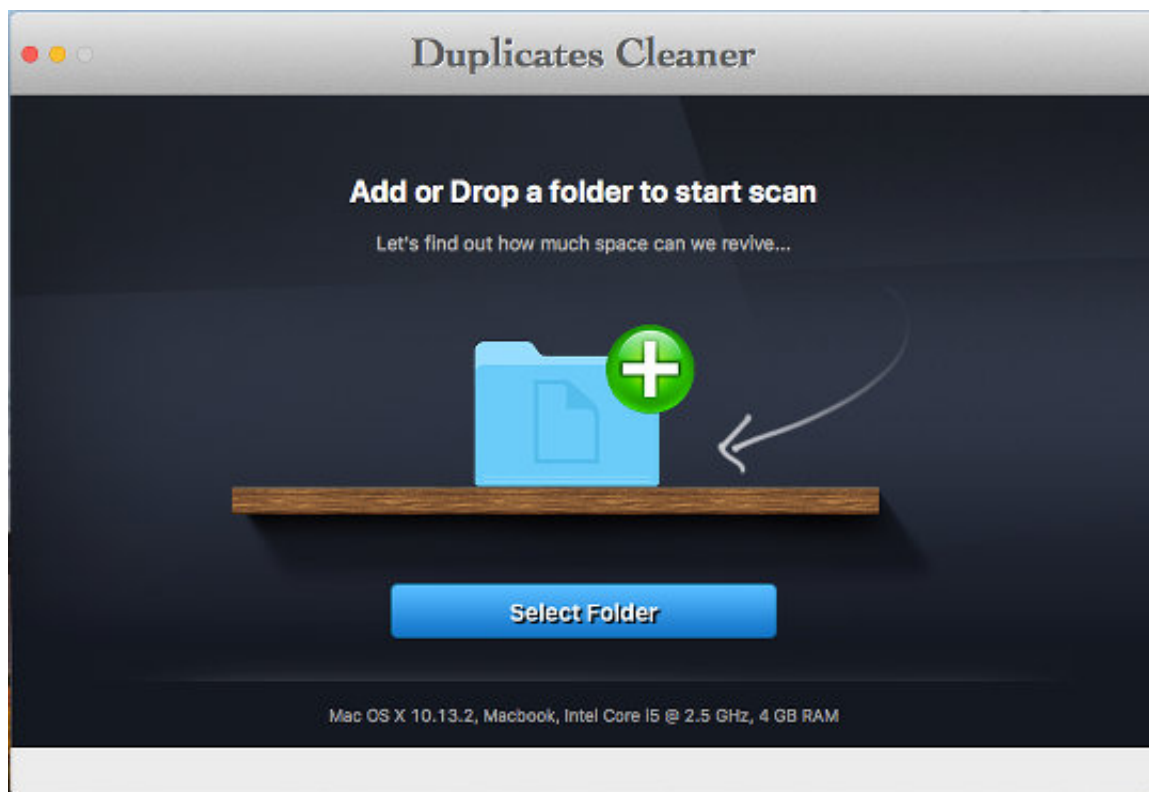 Duplicates Cleaner
Add or Drop a folder to start scan
Let's find out how much space can we revive...
Select Folder
Mac OS X 10.13.2, Macbook, Intel Core i5 @ 2.5 GHz, 4 GB RAM